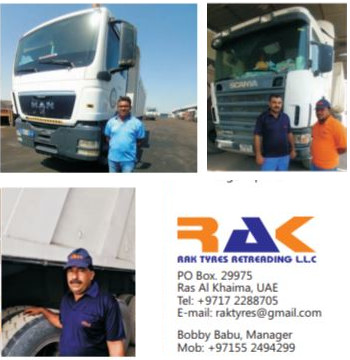 MAN
SCANIA
RAK
RAK TYRES RETREADING L.L.C
PO Box. 29975
Ras Al Khaima, UAE
Tel: +9717 2288705
E-mail: raktyres@gmail.com
Bobby Babu, Manager
Mob: +97155 2494299